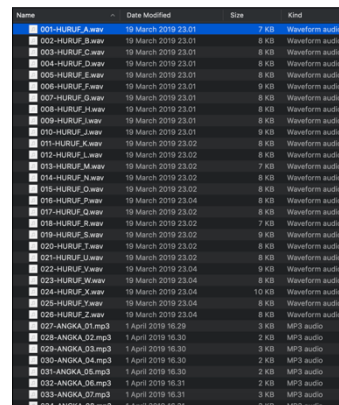 Name Date Modified Size Kind
001-HURUF_A.wav 19 March 2019 23.01 7 KB Waveform audio
002-HURUF_B.wav 19 March 2019 23.01 8 KB Waveform audio
003-HURUF_C.wav 19 March 2019 23.01 8 KB Waveform audio
004-HURUF_D.wav 19 March 2019 23.01 8 KB Waveform audio
005-HURUF_E.wav 19 March 2019 23.01 8 KB Waveform audio
006-HURUF_F.wav 19 March 2019 23.01 9 KB Waveform audio
007-HURUF_G.wav 19 March 2019 23.01 8 KB Waveform audio
008-HURUF_H.wav 19 March 2019 23.01 8 KB Waveform audio
009-HURUF_I.wav 19 March 2019 23.01 8 KB Waveform audio
010-HURUF_J.wav 19 March 2019 23.01 9 KB Waveform audio
011-HURUF_K.wav 19 March 2019 23.02 8 KB Waveform audio
012-HURUF_L.wav 19 March 2019 23.02 8 KB Waveform audio
013-HURUF_M.wav 19 March 2019 23.02 7 KB Waveform audio
014-HURUF_N.wav 19 March 2019 23.02 8 KB Waveform audio
015-HURUF_O.wav 19 March 2019 23.02 8 KB Waveform audio
016-HURUF_P.wav 19 March 2019 23.04 8 KB Waveform audio
017-HURUF_Q.wav 19 March 2019 23.02 8 KB Waveform audio
018-HURUF_R.wav 19 March 2019 23.02 7 KB Waveform audio
019-HURUF_S.wav 19 March 2019 23.02 9 KB Waveform audio
020-HURUF_T.wav 19 March 2019 23.02 8 KB Waveform audio
021-HURUF_U.wav 19 March 2019 23.02 8 KB Waveform audio
022-HURUF_V.wav 19 March 2019 23.04 9 KB Waveform audio
023-HURUF_W.wav 19 March 2019 23.04 8 KB Waveform audio
024-HURUF_X.wav 19 March 2019 23.04 10 KB Waveform audio
025-HURUF_Y.wav 19 March 2019 23.04 8 KB Waveform audio
026-HURUF_Z.wav 19 March 2019 23.04 8 KB Waveform audio
027-ANGKA_01.mp3 1 April 2019 16.29 3 KB MP3 audio
028-ANGKA_02.mp3 1 April 2019 16.30 2 KB MP3 audio
029-ANGKA_03.mp3 1 April 2019 16.30 3 KB MP3 audio
030-ANGKA_04.mp3 1 April 2019 16.30 2 KB MP3 audio
031-ANGKA_05.mp3 1 April 2019 16.30 2 KB MP3 audio
032-ANGKA_06.mp3 1 April 2019 16.31 2 KB MP3 audio
033-ANGKA_07.mp3 1 April 2019 16.31 3 KB MP3 audio